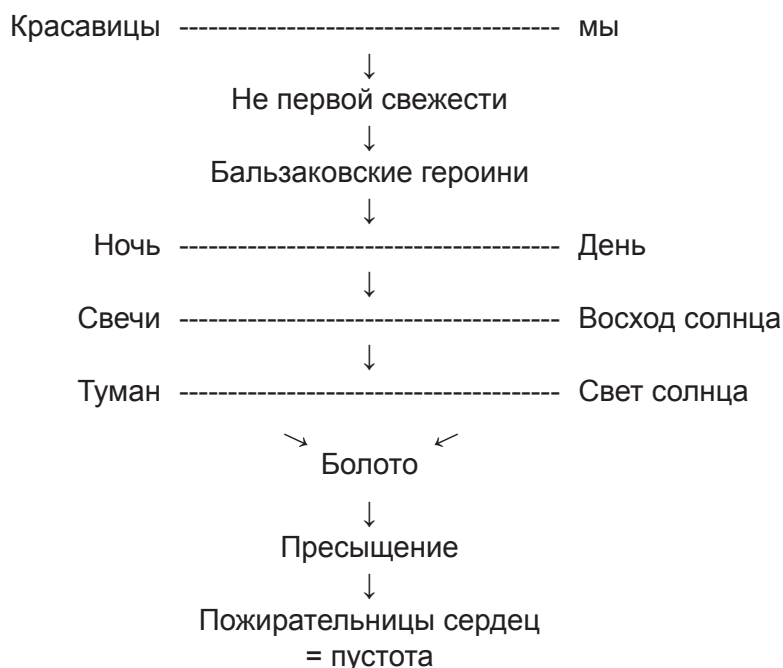 Красавицы -------------------------------------- мы
↓
Не первой свежести
↓
Бальзаковские героини
↓
Ночь -------------------------------------- День
↓
Свечи -------------------------------------- Восход солнца
↓
Туман -------------------------------------- Свет солнца
↘ ↙
Болото
↓
Пресыщение
↓
Пожирательницы сердец
= пустота